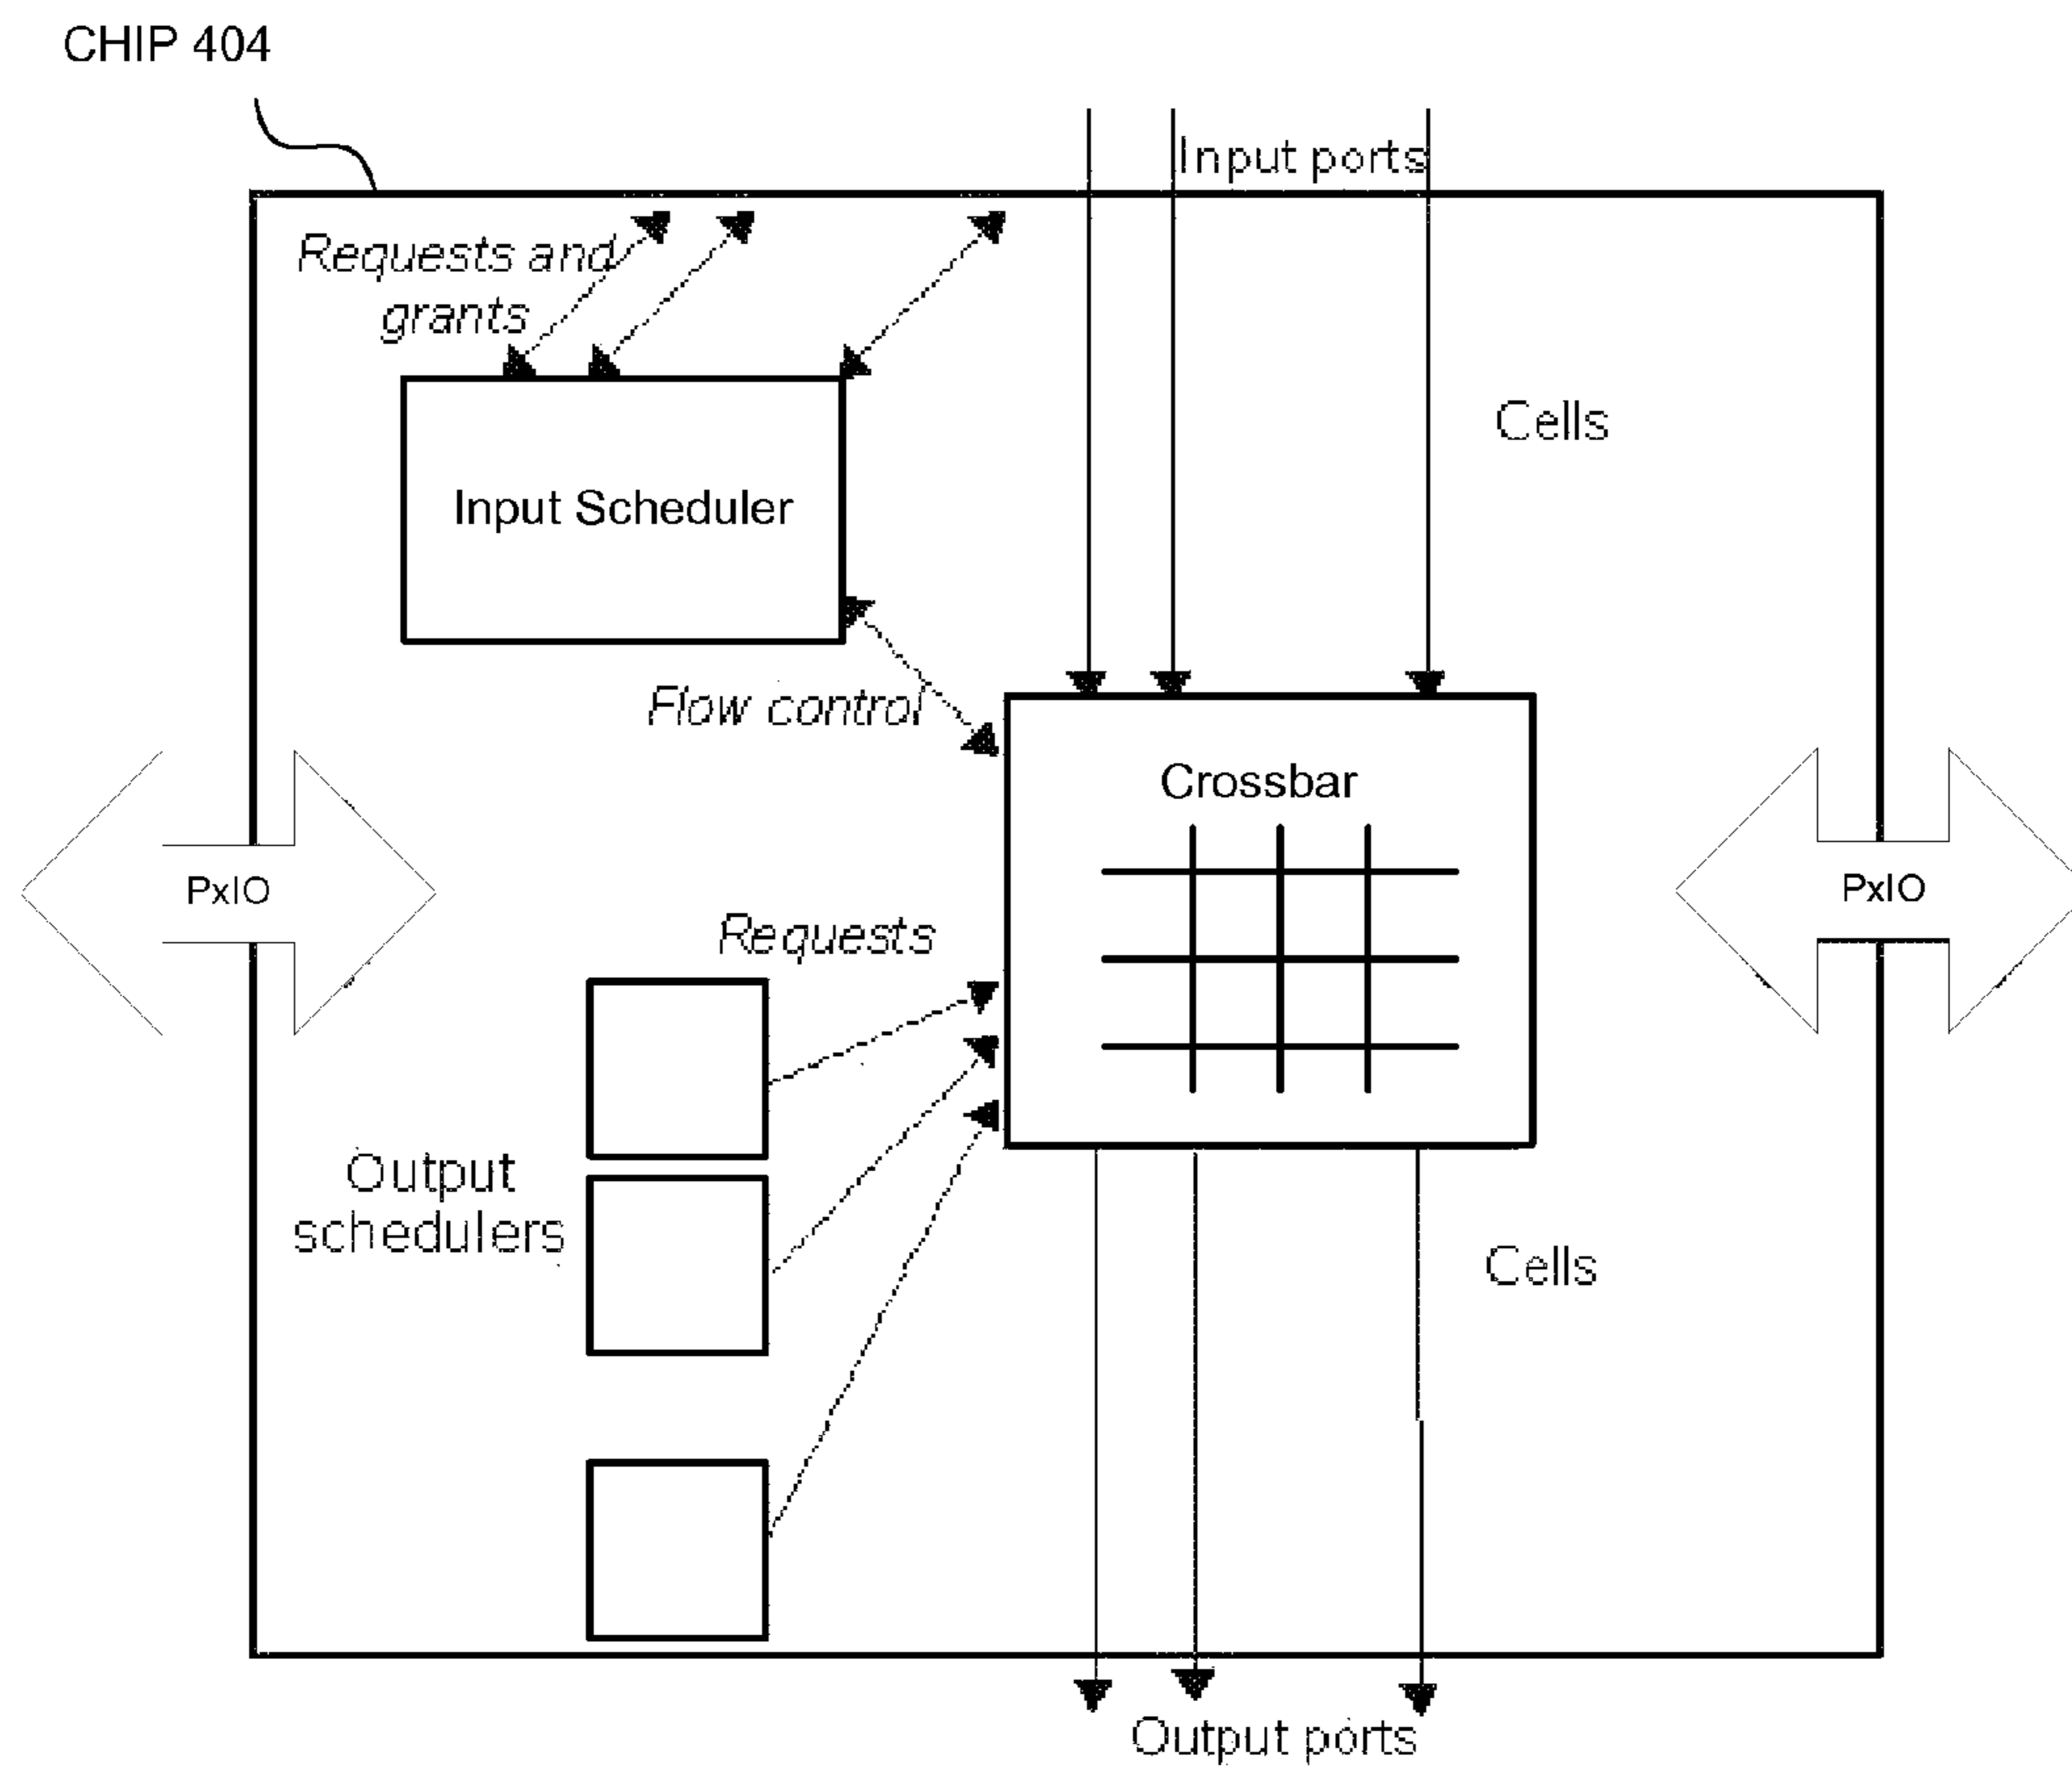 CHIP 404
Input ports
Requests and
grants
Cells
Input Scheduler
Flow control
Crossbar
PxIO
PxIO
Requests
Output
schedulers
Cells
Output ports